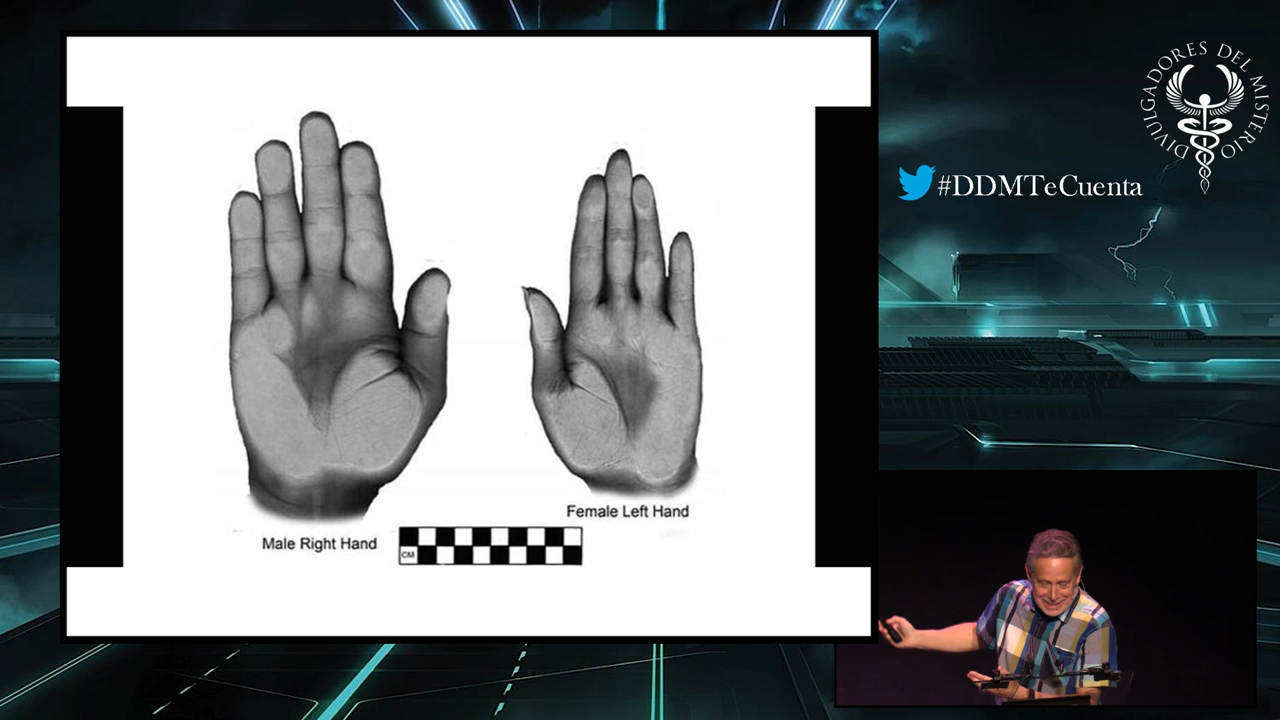 DIVULGADORES DEL MISTERIO
#DDMTeCuenta
Female Left Hand
Male Right Hand
CM